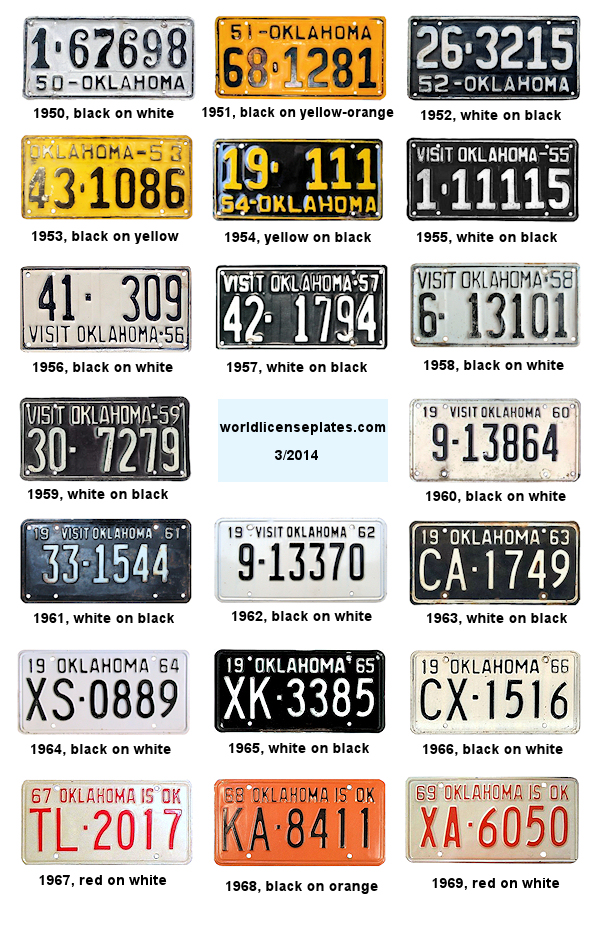 1·67698
50-OKLAHOMA
1950, black on white
51-OKLAHOMA
68·1281
1951, black on yellow-orange
26·3215
52-OKLAHOMA
1952, white on black
OKLAHOMA-53
43·1086
1953, black on yellow
19· 111
54-OKLAHOMA
1954, yellow on black
VISIT OKLAHOMA-55
1·11115
1955, white on black
41· 309
VISIT OKLAHOMA·56
1956, black on white
VISIT OKLAHOMA·57
42· 1794
1957, white on black
VISIT OKLAHOMA·58
6· 13101
1958, black on white
VISIT OKLAHOMA-59
30· 7279
1959, white on black
worldlicenseplates.com
3/2014
19 VISIT OKLAHOMA 60
9-13864
1960, black on white
19 VISIT OKLAHOMA 61
33·1544
1961, white on black
19 VISIT OKLAHOMA 62
9-13370
1962, black on white
19 OKLAHOMA 63
CA·1749
1963, white on black
19 OKLAHOMA 64
XS·0889
1964, black on white
19 OKLAHOMA 65
XK·3385
1965, white on black
19 OKLAHOMA 66
CX·1516
1966, black on white
67 OKLAHOMA IS OK
TL·2017
1967, red on white
68 OKLAHOMA IS OK
KA·8411
1968, black on orange
69 OKLAHOMA IS OK
XA·6050
1969, red on white